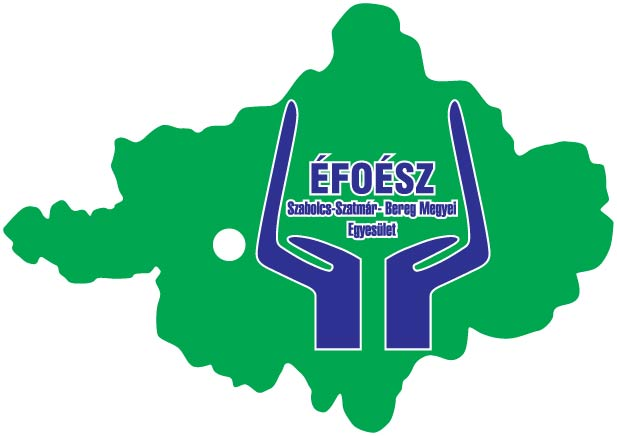 ÉFOÉSZ
Szabolcs-Szatmár- Bereg Megyei
Egyesület